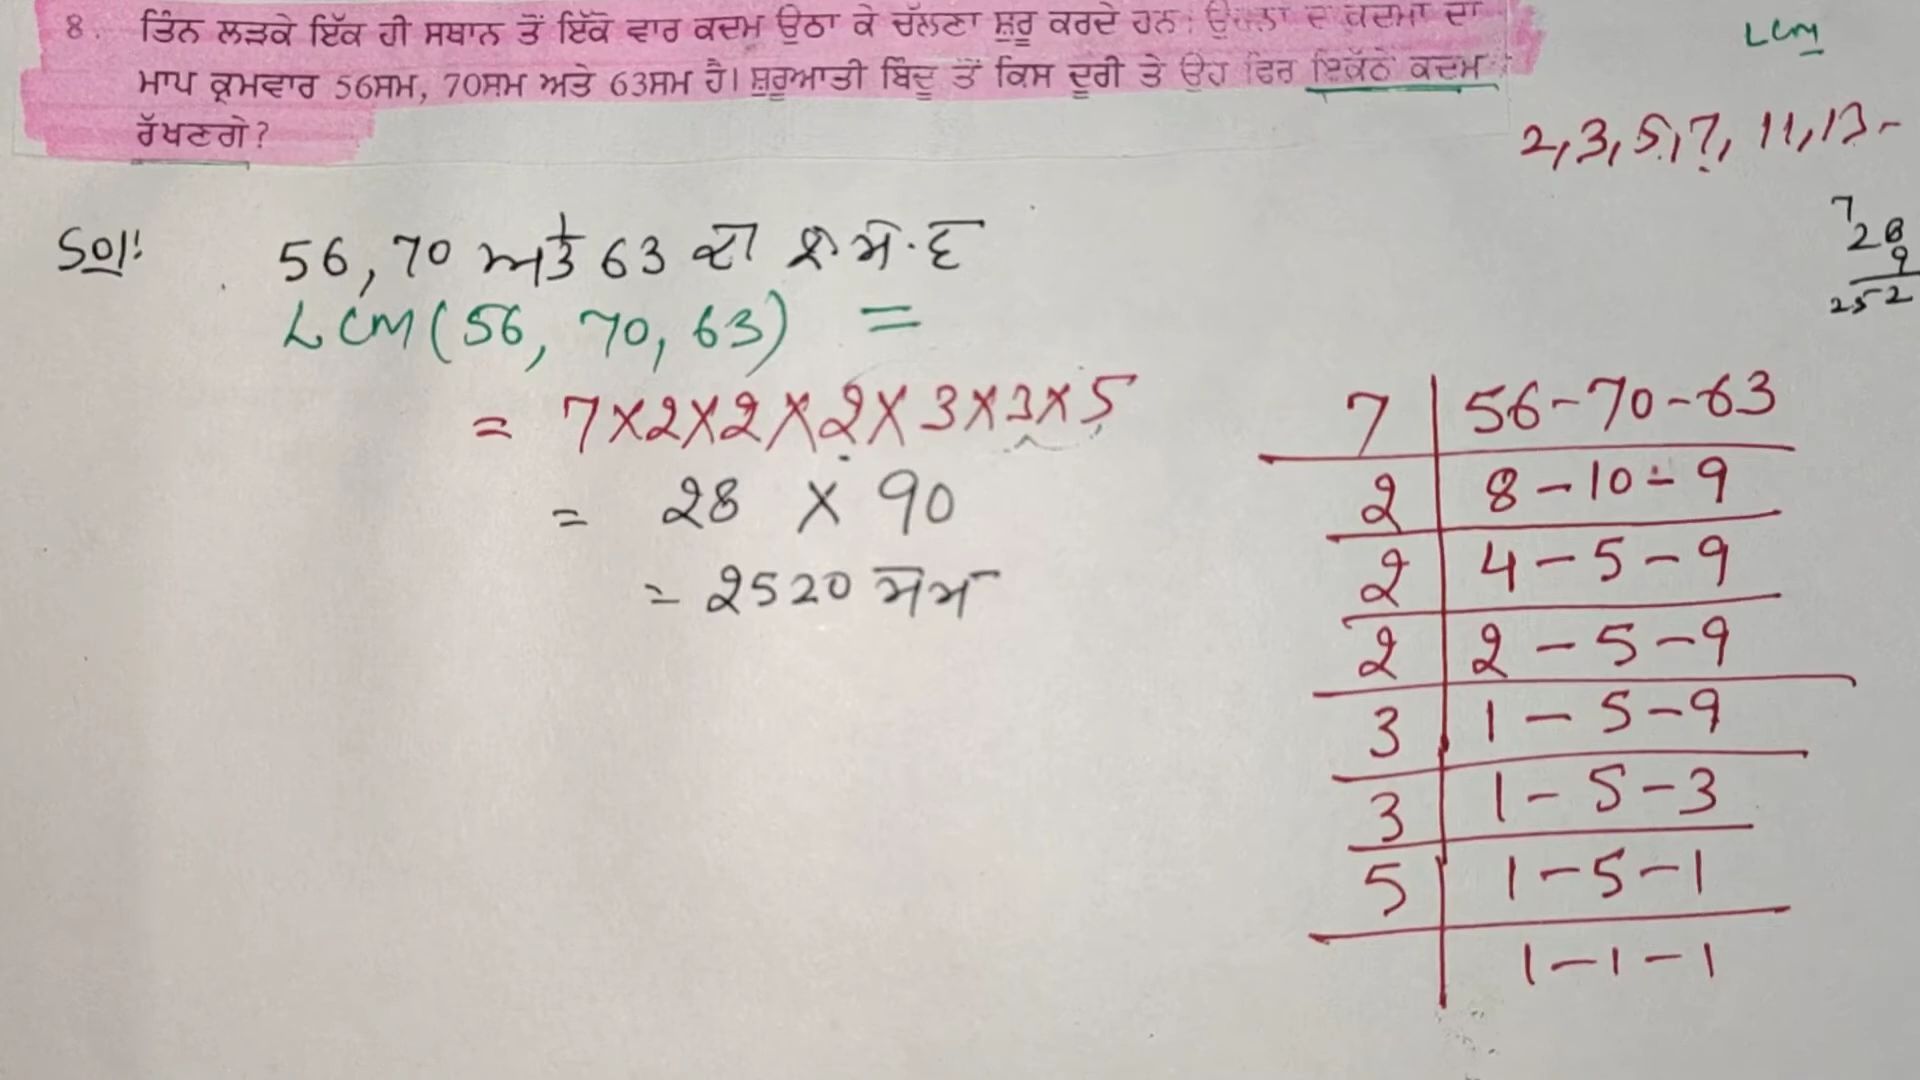 8. ਤਿੰਨ ਲੜਕੇ ਇੱਕ ਹੀ ਸਥਾਨ ਤੋਂ ਇੱਕੋ ਵਾਰ ਕਦਮ ਉਠਾ ਕੇ ਚੱਲਣਾ ਸ਼ੁਰੂ ਕਰਦੇ ਹਨ। ਉਹਨਾਂ ਦੇ ਕਦਮਾਂ ਦਾ
ਮਾਪ ਕ੍ਰਮਵਾਰ 56ਸਮ, 70ਸਮ ਅਤੇ 63ਸਮ ਹੈ। ਸ਼ੁਰੂਆਤੀ ਬਿੰਦੂ ਤੋਂ ਕਿਸ ਦੂਰੀ ਤੇ ਉਹ ਫਿਰ ਇਕੱਠੇ ਕਦਮ
ਰੱਖਣਗੇ?
LCM
2,3,5,7,11,13-
7
28
9
252
Sol:
56,70 ਅਤੇ 63 ਦਾ ਲ.ਸ.ਵ
LCM(56, 70, 63) =
= 7×2×2×2×3×3×5
= 28 × 90
= 2520 ਸਮ
7 | 56-70-63
2 | 8-10-9
2 | 4-5-9
2 | 2-5-9
3 | 1-5-9
3 | 1-5-3
5 | 1-5-1
| 1-1-1